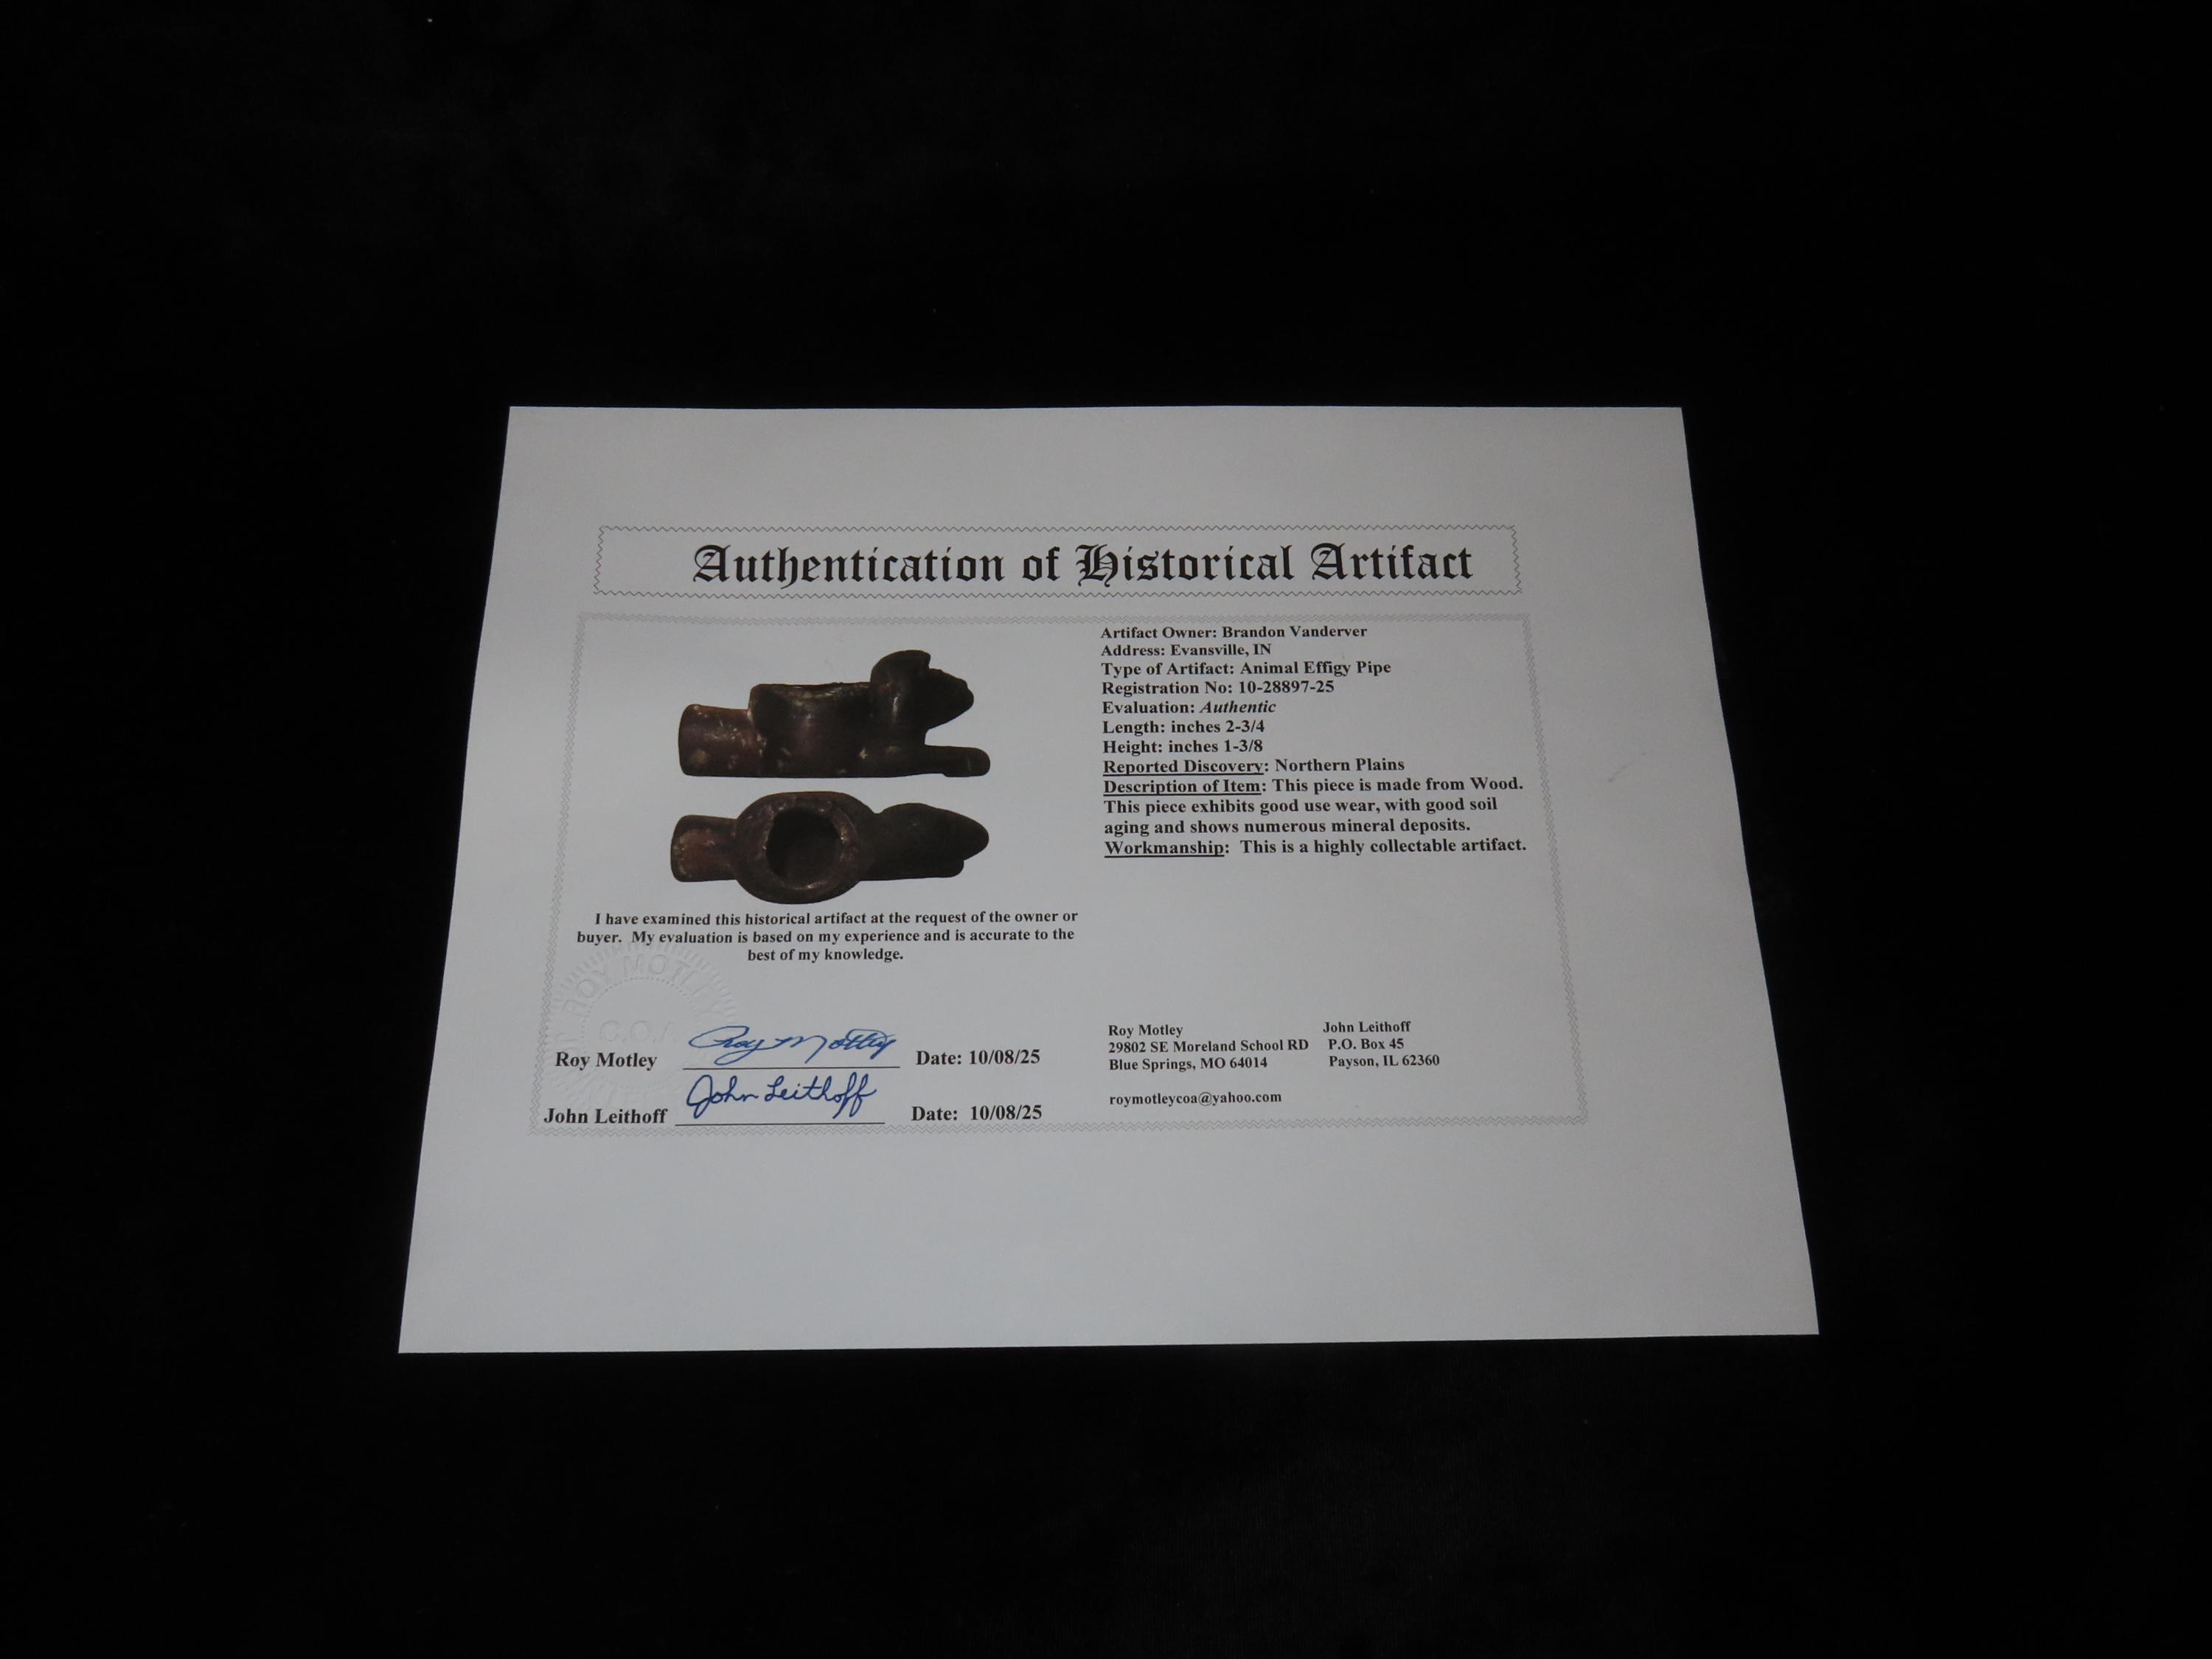 Authentication of Historical Artifact
Artifact Owner: Brandon Vanderver
Address: Evansville, IN
Type of Artifact: Animal Effigy Pipe
Registration No: 10-28897-25
Evaluation: Authentic
Length: inches 2-3/4
Height: inches 1-3/8
Reported Discovery: Northern Plains
Description of Item: This piece is made from Wood.
This piece exhibits good use wear, with good soil
aging and shows numerous mineral deposits.
Workmanship: This is a highly collectable artifact.
I have examined this historical artifact at the request of the owner or
buyer. My evaluation is based on my experience and is accurate to the
best of my knowledge.
ROY MOTLEY
C.O.A
Roy Motley Roy Motley Date: 10/08/25
John Leithoff John Leithoff Date: 10/08/25
Roy Motley
29802 SE Moreland School RD
Blue Springs, MO 64014
roymotleycoa@yahoo.com
John Leithoff
P.O. Box 45
Payson, IL 62360